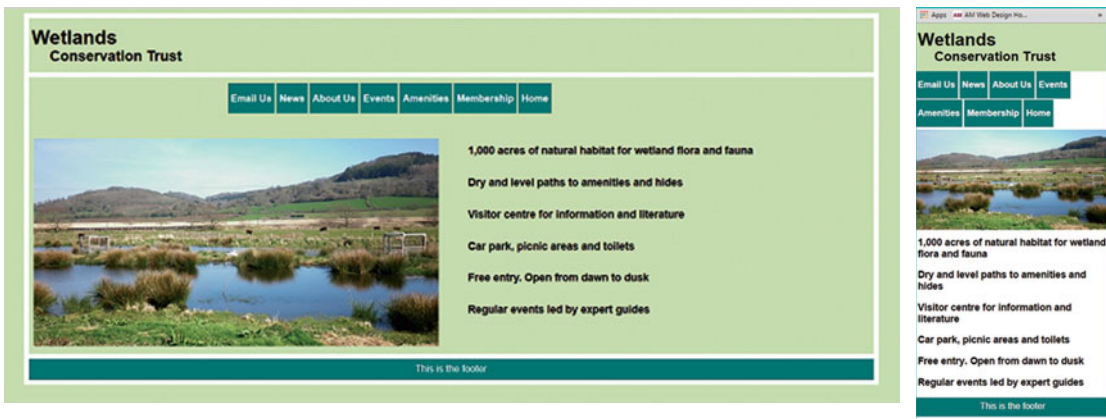 Wetlands
Conservation Trust
Email Us News About Us Events Amenities Membership Home
1,000 acres of natural habitat for wetland flora and fauna
Dry and level paths to amenities and hides
Visitor centre for information and literature
Car park, picnic areas and toilets
Free entry. Open from dawn to dusk
Regular events led by expert guides
This is the footer
Apps AM AM Web Design Ho... »
Wetlands
Conservation Trust
Email Us News About Us Events
Amenities Membership Home
1,000 acres of natural habitat for wetland
flora and fauna
Dry and level paths to amenities and
hides
Visitor centre for information and
literature
Car park, picnic areas and toilets
Free entry. Open from dawn to dusk
Regular events led by expert guides
This is the footer